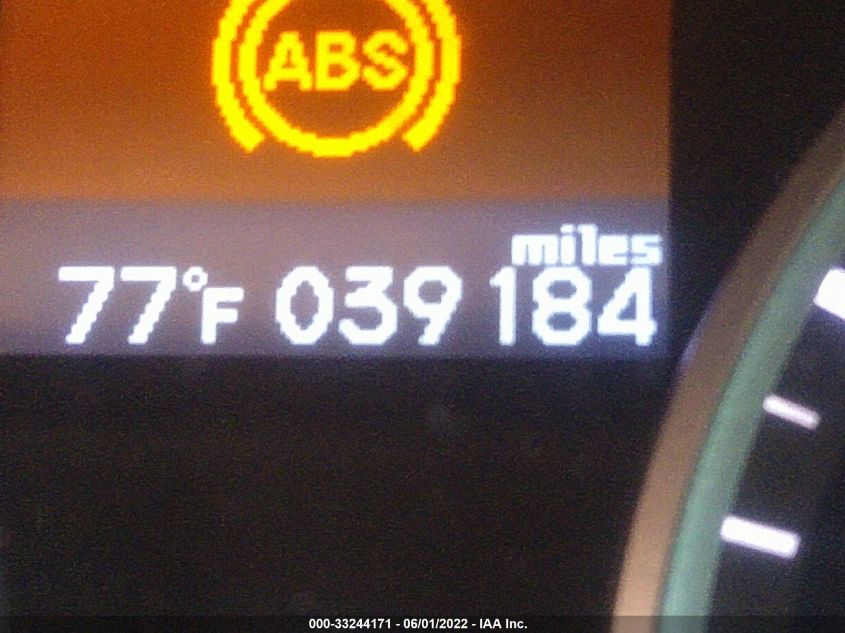 ABS
miles
77°F 039184
000-33244171 - 06/01/2022 - IAA Inc.